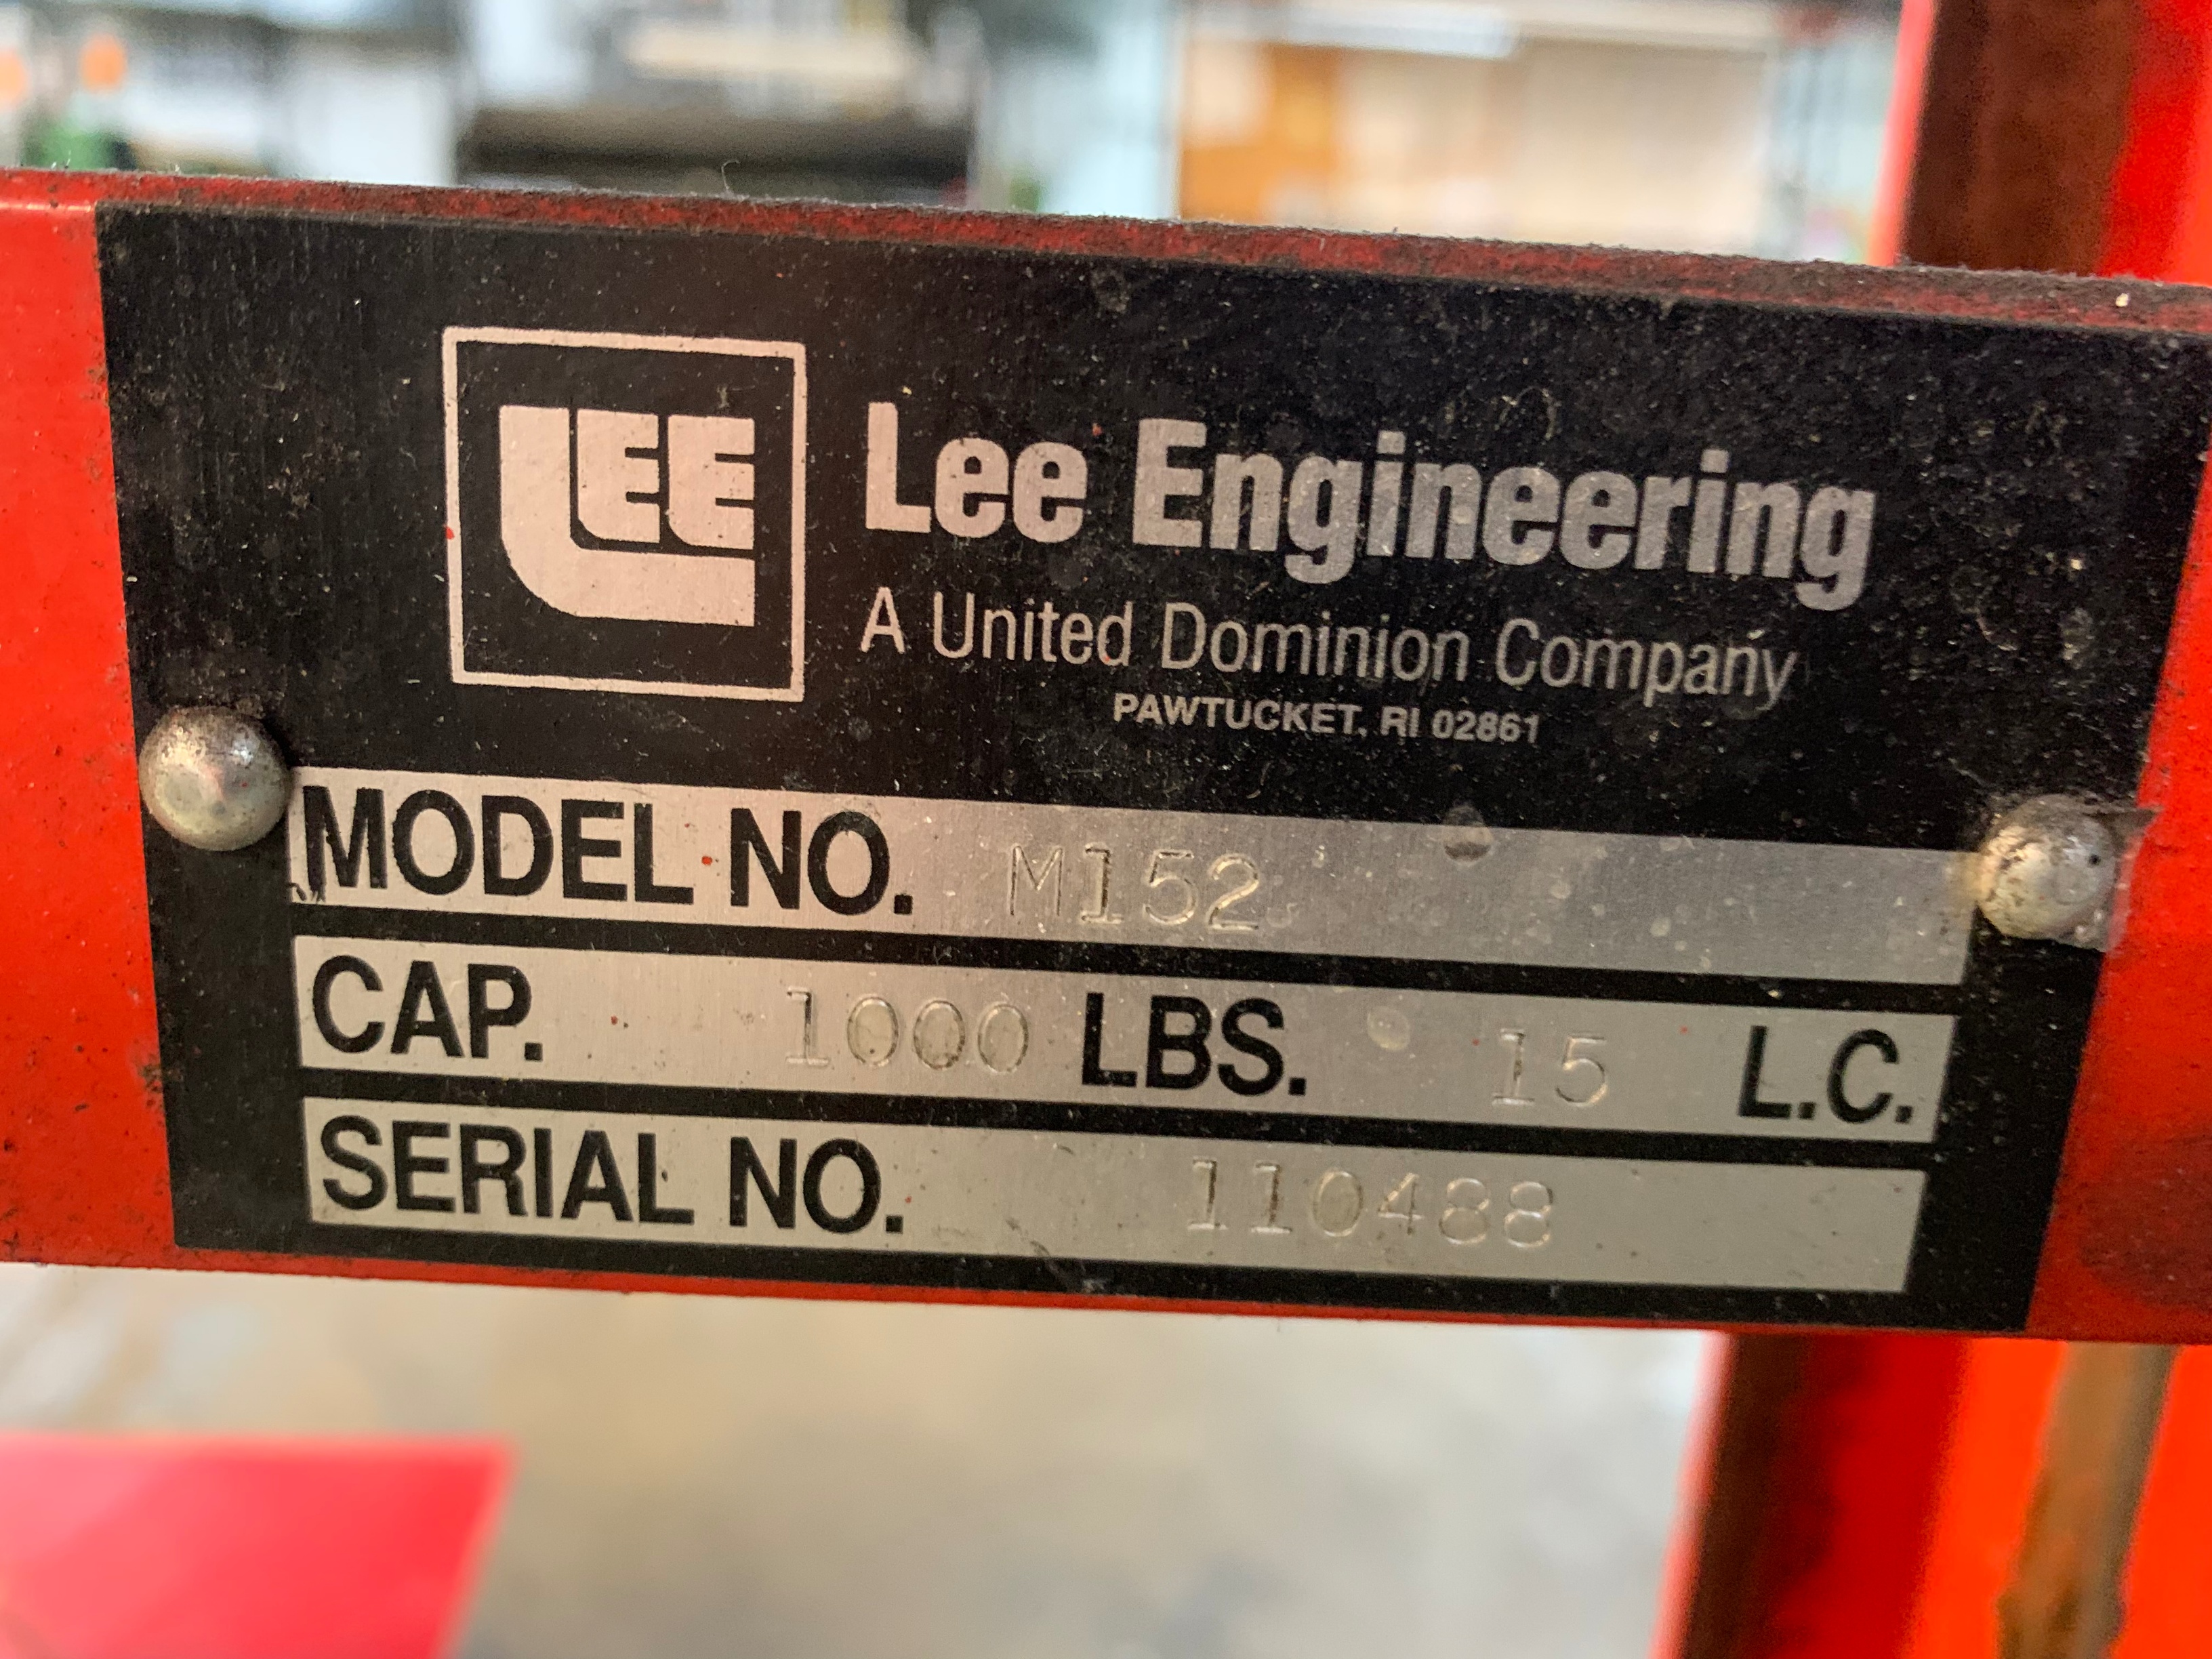 LEE
Lee Engineering
A United Dominion Company
PAWTUCKET, RI 02861
MODEL NO. M152
CAP. 1000 LBS. 15 L.C.
SERIAL NO. 110488